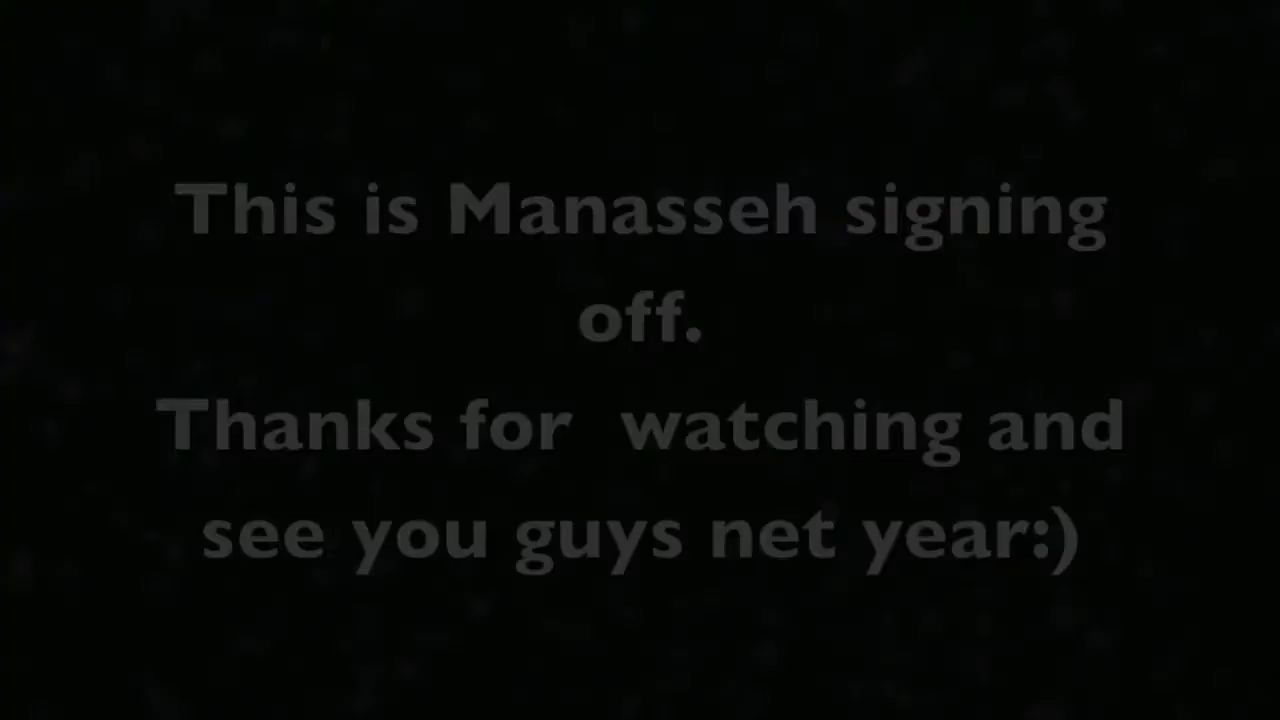 This is Manasseh signing
off.
Thanks for  watching and
see you guys net year:)